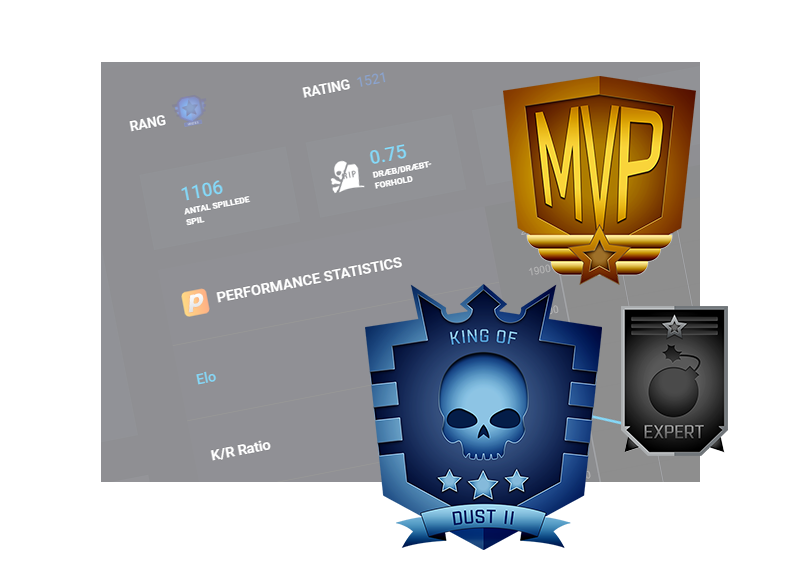 RANG
RATING 1521
1106
ANTAL SPILLEDE
SPIL
RIP
0.75
DRÆB/DRÆBT-
FORHOLD
MVP
P PERFORMANCE STATISTICS
1900
Elo
K/R Ratio
KING OF
DUST II
EXPERT